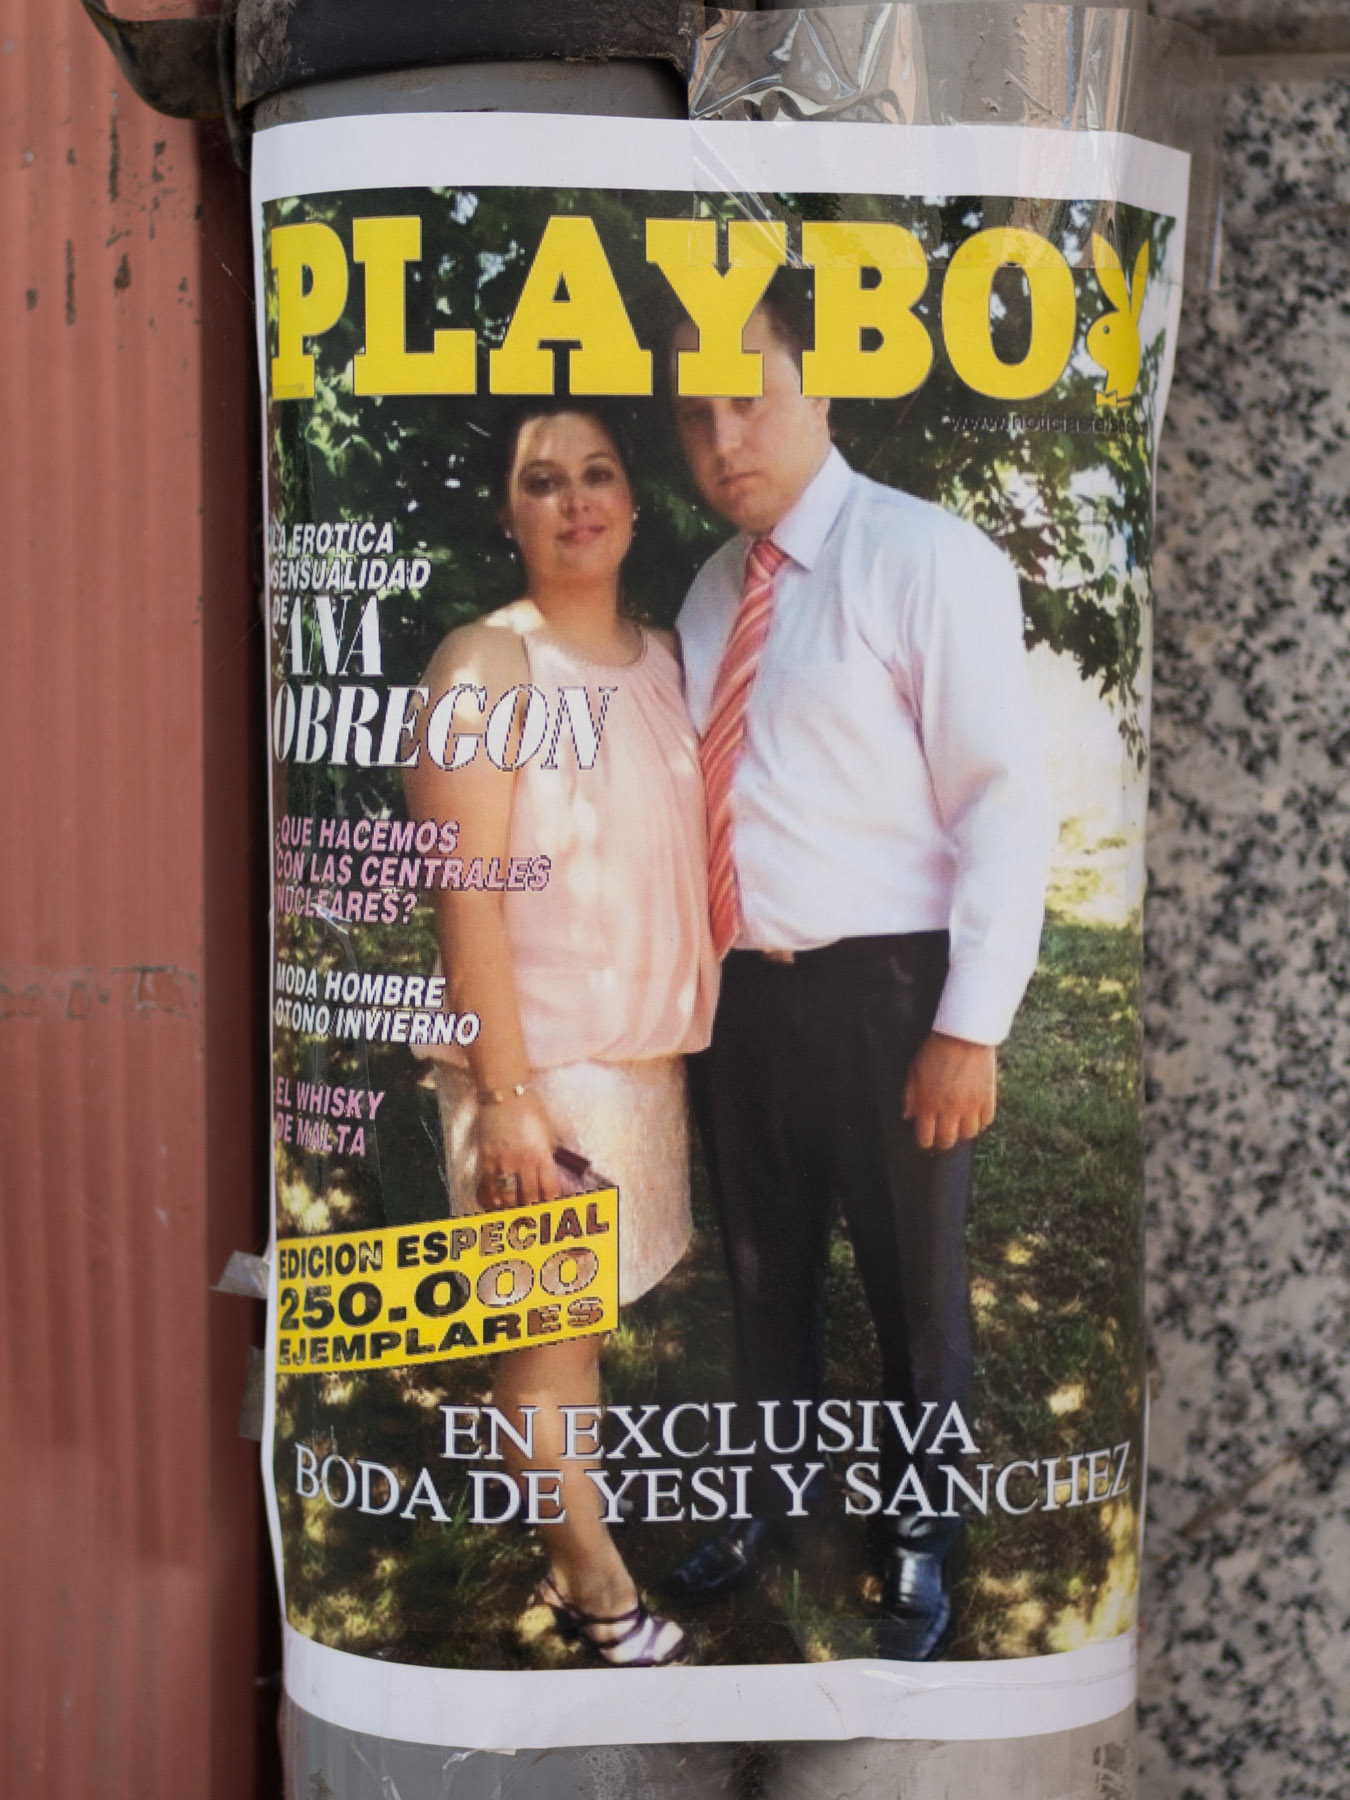 PLAYBOY
LA EROTICA
SENSUALIDAD
DE ANA
OBREGON
¿QUE HACEMOS
CON LAS CENTRALES
NUCLEARES?
MODA HOMBRE
OTOÑO INVIERNO
EL WHISKY
DE MALTA
EDICION ESPECIAL
250.000
EJEMPLARES
EN EXCLUSIVA
BODA DE YESI Y SANCHEZ